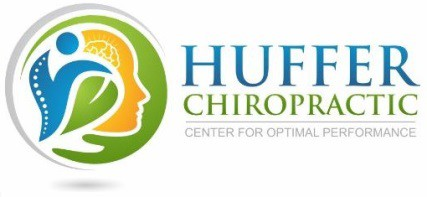 HUFFER
CHIROPRACTIC
CENTER FOR OPTIMAL PERFORMANCE